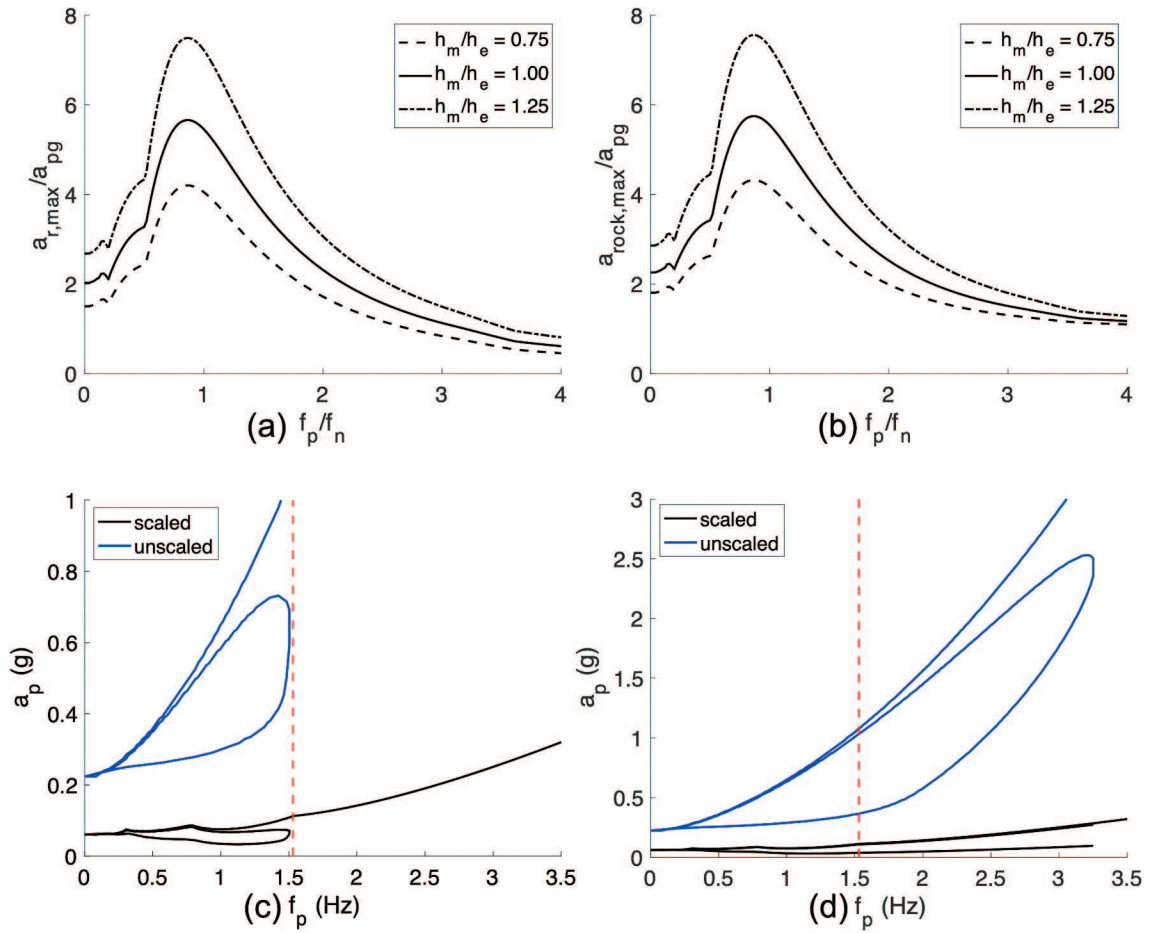 8
6
4
2
0
a_r,max/a_pg
h_m/h_e = 0.75
h_m/h_e = 1.00
h_m/h_e = 1.25
0 1 2 3 4
(a) f_p/f_n
8
6
4
2
0
a_rock,max/a_pg
h_m/h_e = 0.75
h_m/h_e = 1.00
h_m/h_e = 1.25
0 1 2 3 4
(b) f_p/f_n
1
0.8
0.6
0.4
0.2
0
a_p (g)
scaled
unscaled
0 0.5 1 1.5 2 2.5 3 3.5
(c) f_p (Hz)
3
2.5
2
1.5
1
0.5
0
a_p (g)
scaled
unscaled
0 0.5 1 1.5 2 2.5 3 3.5
(d) f_p (Hz)